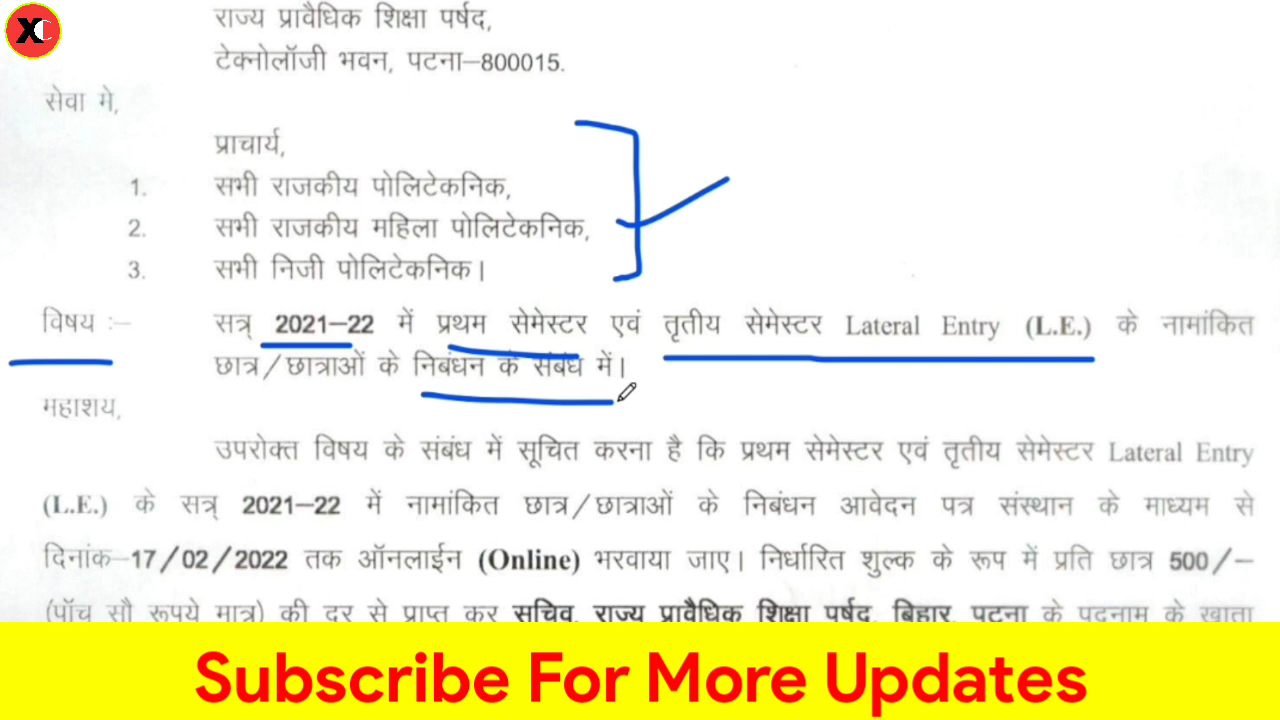 XC
राज्य प्रावैधिक शिक्षा पर्षद,
टेक्नोलॉजी भवन, पटना–800015.
सेवा मे,
प्राचार्य,
1. सभी राजकीय पोलिटेकनिक,
2. सभी राजकीय महिला पोलिटेकनिक,
3. सभी निजी पोलिटेकनिक।
विषय :– सत्र् 2021–22 में प्रथम सेमेस्टर एवं तृतीय सेमेस्टर Lateral Entry (L.E.) के नामांकित
छात्र/छात्राओं के निबंधन के संबंध में।
महाशय,
उपरोक्त विषय के संबंध में सूचित करना है कि प्रथम सेमेस्टर एवं तृतीय सेमेस्टर Lateral Entry
(L.E.) के सत्र् 2021–22 में नामांकित छात्र/छात्राओं के निबंधन आवेदन पत्र संस्थान के माध्यम से
दिनांक–17/02/2022 तक ऑनलाईन (Online) भरवाया जाए। निर्धारित शुल्क के रूप में प्रति छात्र 500/–
(पाँच सौ रूपये मात्र) की दर से प्राप्त कर सचिव, राज्य प्रावैधिक शिक्षा पर्षद, बिहार, पटना के पदनाम के खाता
Subscribe For More Updates